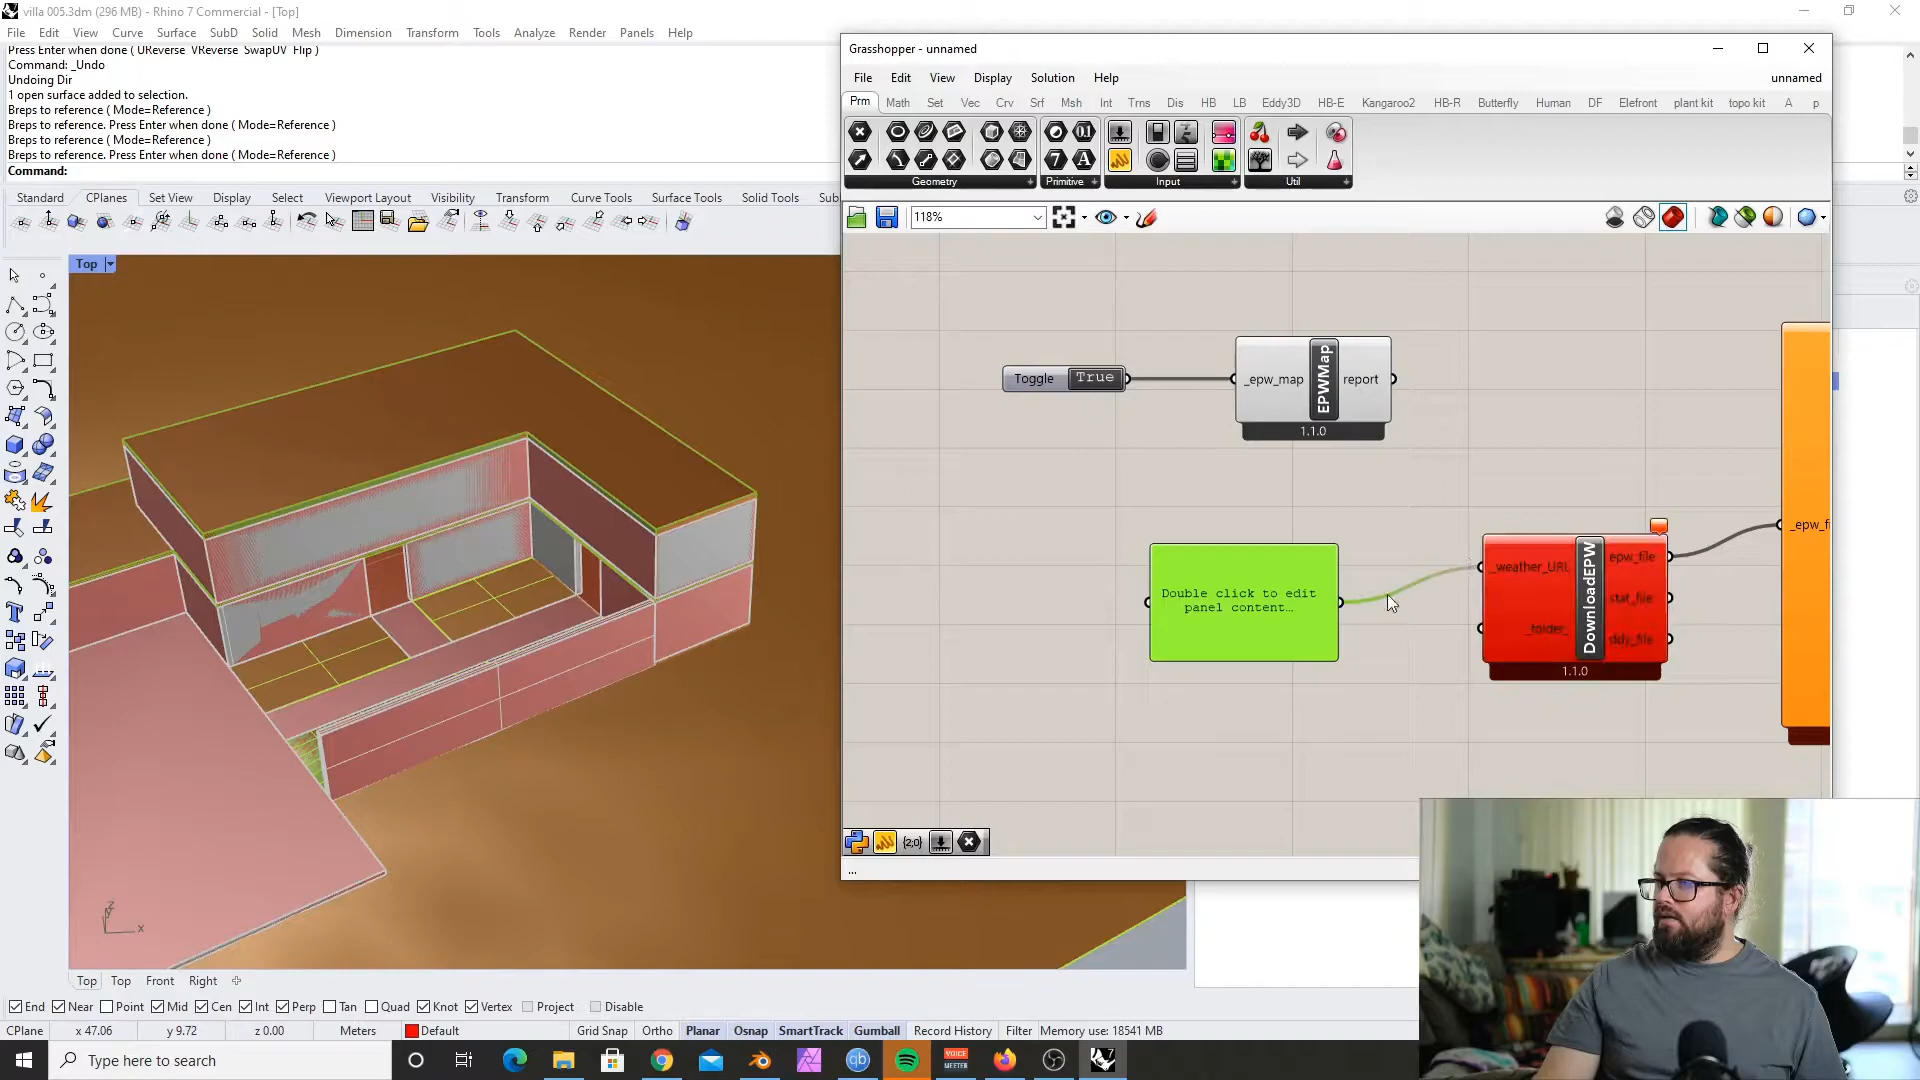 villa 005.3dm (296 MB) - Rhino 7 Commercial - [Top]
File Edit View Curve Surface SubD Solid Mesh Dimension Transform Tools Analyze Render Panels Help
Press Enter when done ( UReverse VReverse SwapUV Flip )
Command: _Undo
Undoing Dir
1 open surface added to selection.
Breps to reference ( Mode=Reference )
Breps to reference. Press Enter when done ( Mode=Reference )
Breps to reference ( Mode=Reference )
Breps to reference. Press Enter when done ( Mode=Reference )
Command:
Standard CPlanes Set View Display Select Viewport Layout Visibility Transform Curve Tools Surface Tools Solid Tools Sub
Top
Grasshopper - unnamed
File Edit View Display Solution Help unnamed
Prm Math Set Vec Crv Srf Msh Int Trns Dis HB LB Eddy3D HB-E Kangaroo2 HB-R Butterfly Human DF Elefront plant kit topo kit A p
Geometry Primitive Input Util
118%
Toggle True
_epw_map EPWMap report
1.1.0
Double click to edit
panel content…
_weather_URL
_folder_
DownloadEPW
epw_file
stat_file
ddy_file
1.1.0
_epw_fi
{2;0}
...
z
x
Top Top Front Right
End Near Point Mid Cen Int Perp Tan Quad Knot Vertex Project Disable
CPlane x 47.06 y 9.72 z 0.00 Meters Default Grid Snap Ortho Planar Osnap SmartTrack Gumball Record History Filter Memory use: 18541 MB
Type here to search
qb
VOICE
MEETER
7